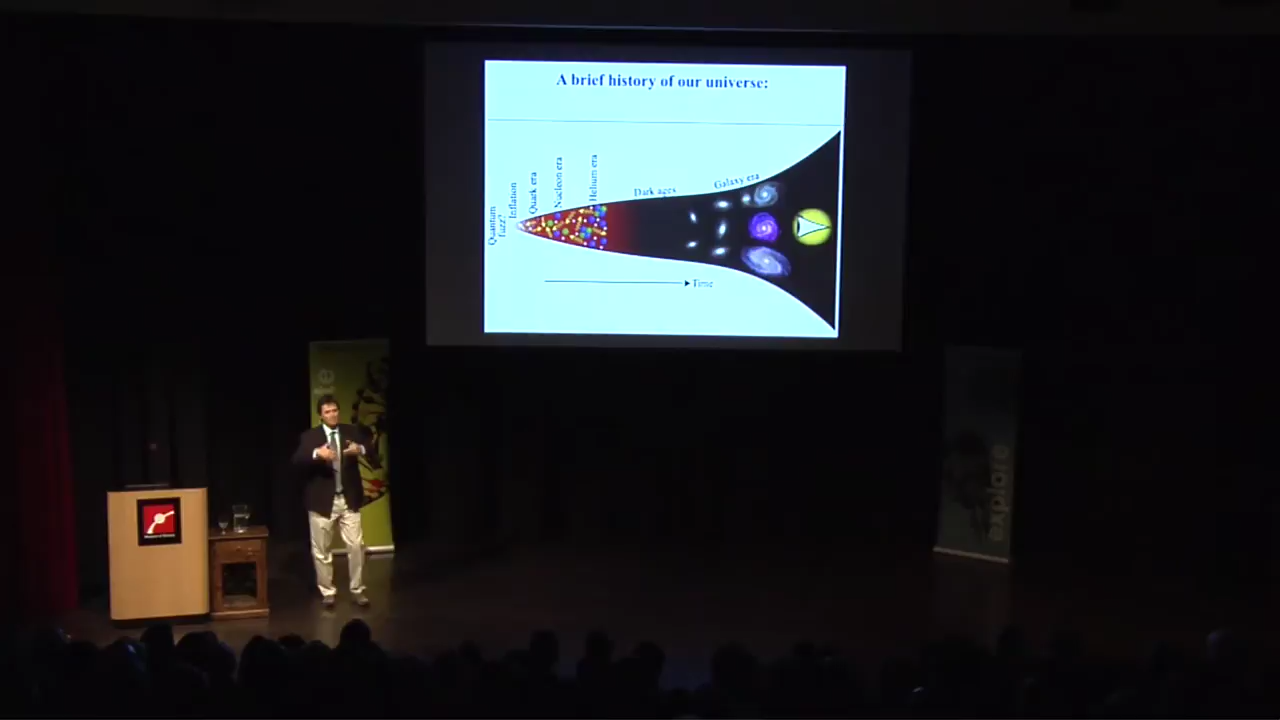 A brief history of our universe:
Quantum
fuzz?
Inflation
Quark era
Nucleon era
Helium era
Dark ages
Galaxy era
Time
explore